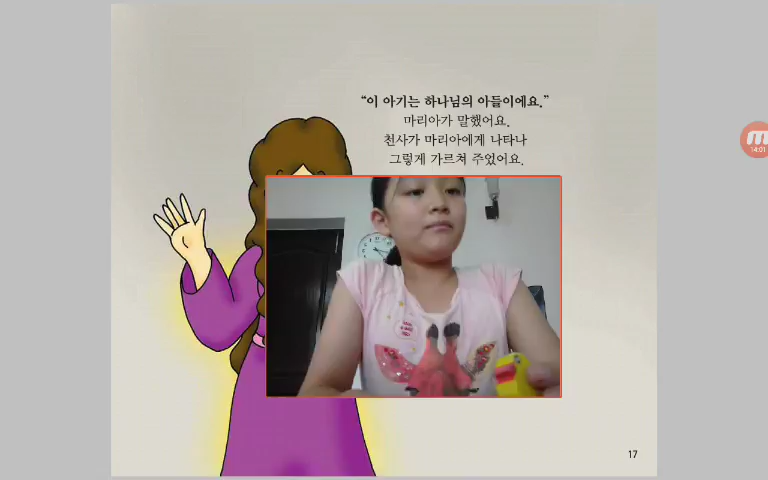 “이 아기는 하나님의 아들이에요.”
마리아가 말했어요.
천사가 마리아에게 나타나
그렇게 가르쳐 주었어요.
14:01
17